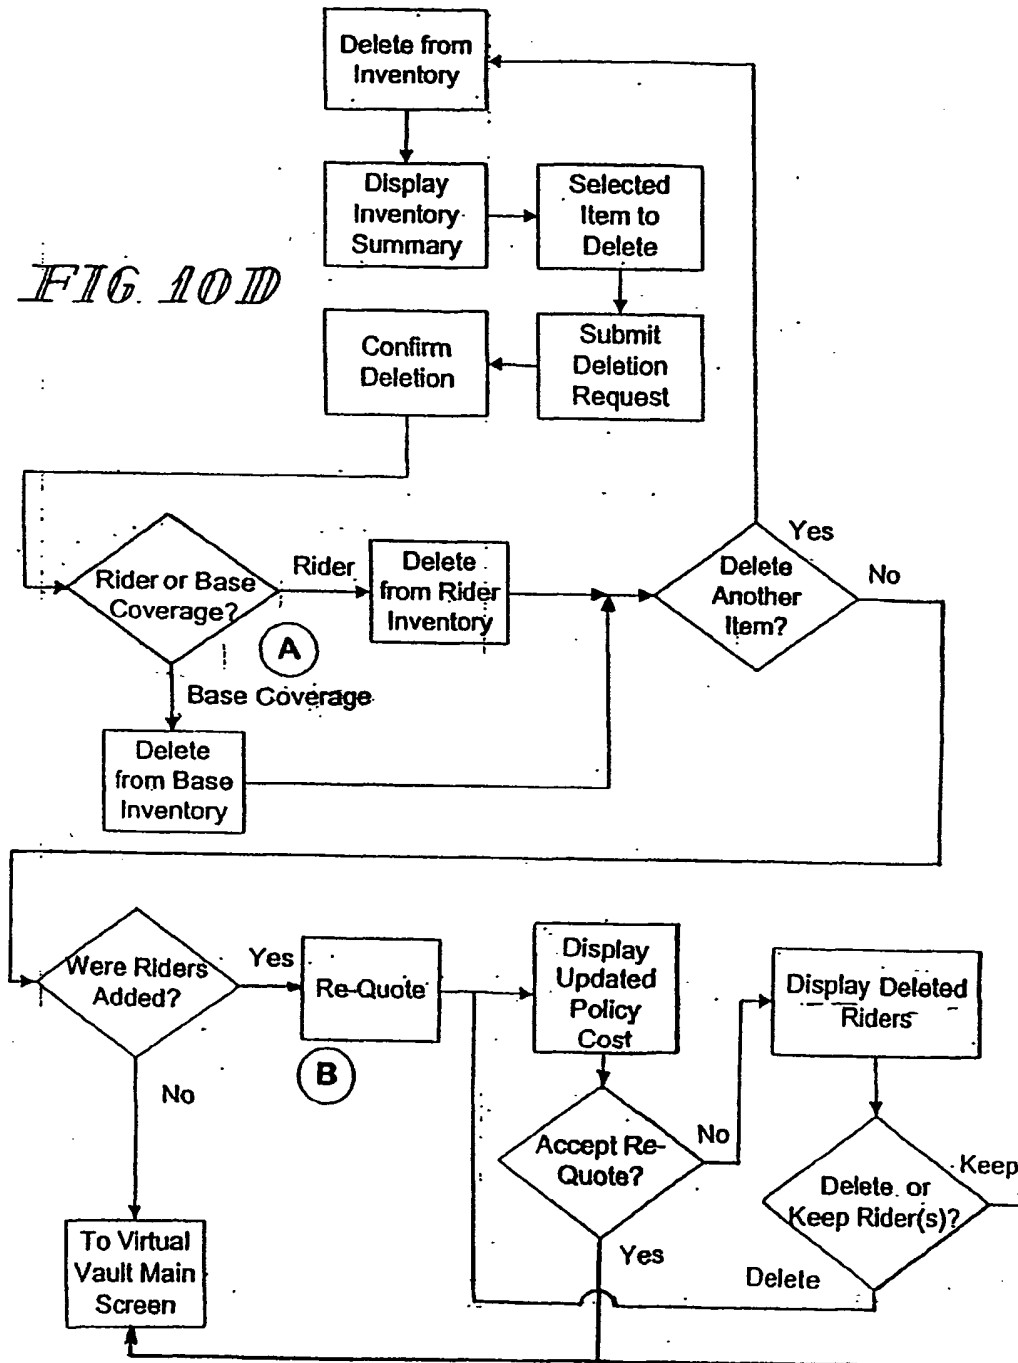 Delete from
Inventory
Display
Inventory
Summary
Selected
Item to
Delete
FIG. 10D
Confirm
Deletion
Submit
Deletion
Request
Yes
Rider or Base
Coverage?
Rider
Delete
from Rider
Inventory
Delete
Another
Item?
No
A
Base Coverage
Delete
from Base
Inventory
Were Riders
Added?
Yes
Re-Quote
Display
Updated
Policy
Cost
Display Deleted
Riders
B
No
Accept Re-
Quote?
No
Delete or
Keep Rider(s)?
Keep
To Virtual
Vault Main
Screen
Yes
Delete